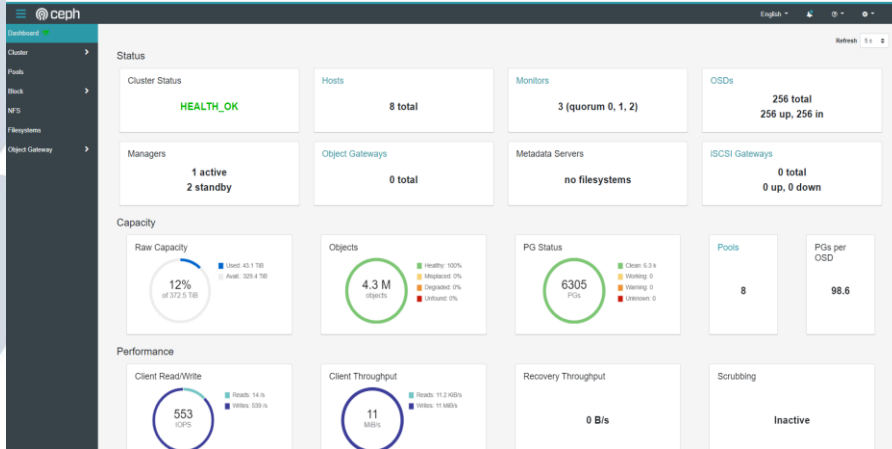 ceph
English
Dashboard
Refresh 5 s
Cluster
Pools
Block
NFS
Filesystems
Object Gateway
Status
Cluster Status
HEALTH_OK
Hosts
8 total
Monitors
3 (quorum 0, 1, 2)
OSDs
256 total
256 up, 256 in
Managers
1 active
2 standby
Object Gateways
0 total
Metadata Servers
no filesystems
iSCSI Gateways
0 total
0 up, 0 down
Capacity
Raw Capacity
12%
of 372.5 TiB
Used: 43.1 TiB
Avail.: 329.4 TiB
Objects
4.3 M
objects
Healthy: 100%
Misplaced: 0%
Degraded: 0%
Unfound: 0%
PG Status
6305
PGs
Clean: 6.3 k
Working: 0
Warning: 0
Unknown: 0
Pools
8
PGs per
OSD
98.6
Performance
Client Read/Write
553
IOPS
Reads: 14 /s
Writes: 539 /s
Client Throughput
11
MiB/s
Reads: 11.2 KiB/s
Writes: 11 MiB/s
Recovery Throughput
0 B/s
Scrubbing
Inactive